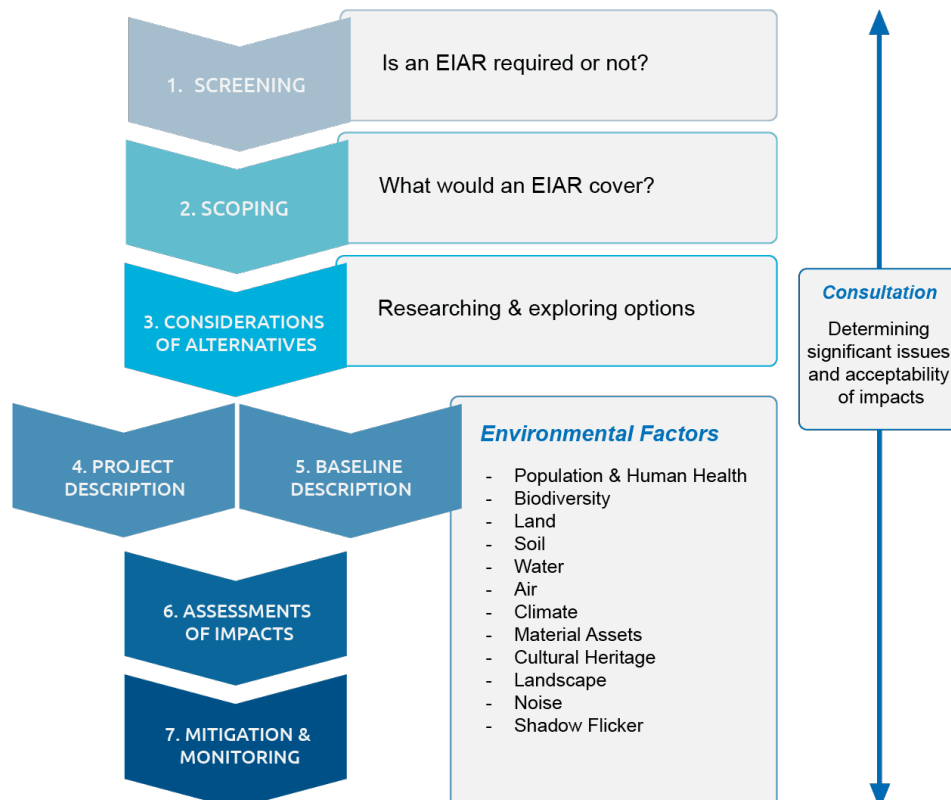 1. SCREENING
Is an EIAR required or not?
2. SCOPING
What would an EIAR cover?
3. CONSIDERATIONS
OF ALTERNATIVES
Researching & exploring options
4. PROJECT
DESCRIPTION
5. BASELINE
DESCRIPTION
Environmental Factors
- Population & Human Health
- Biodiversity
- Land
- Soil
- Water
- Air
- Climate
- Material Assets
- Cultural Heritage
- Landscape
- Noise
- Shadow Flicker
6. ASSESSMENTS
OF IMPACTS
7. MITIGATION &
MONITORING
Consultation
Determining
significant issues
and acceptability
of impacts